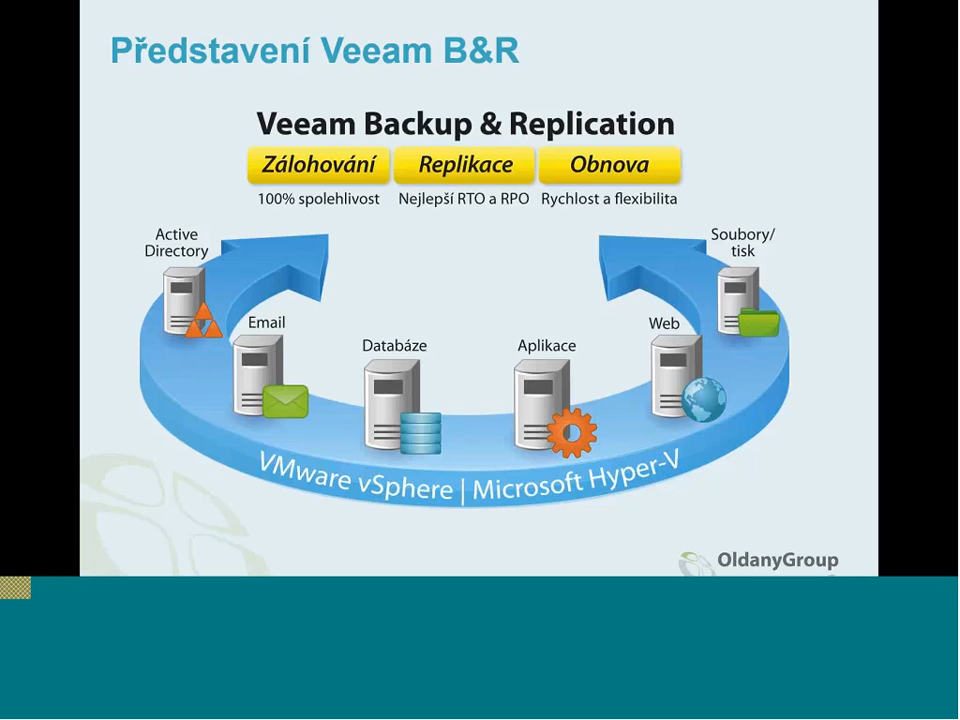 Představení Veeam B&R
Veeam Backup & Replication
Zálohování
Replikace
Obnova
100% spolehlivost
Nejlepší RTO a RPO
Rychlost a flexibilita
Active
Directory
Soubory/
tisk
Email
Web
Databáze
Aplikace
VMware vSphere | Microsoft Hyper-V
OldanyGroup